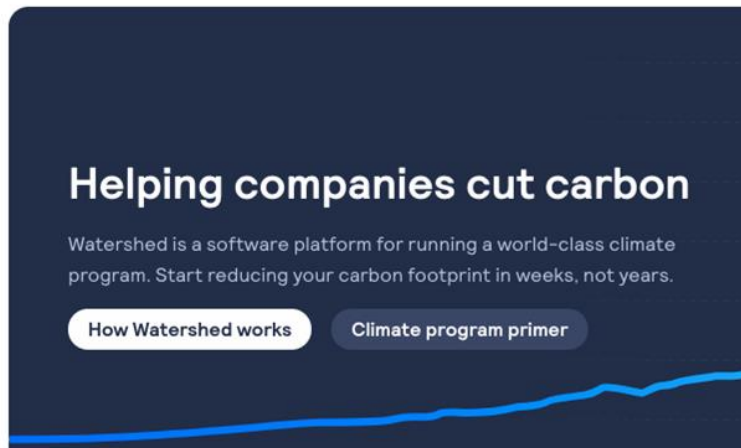 Helping companies cut carbon
Watershed is a software platform for running a world-class climate
program. Start reducing your carbon footprint in weeks, not years.
How Watershed works
Climate program primer